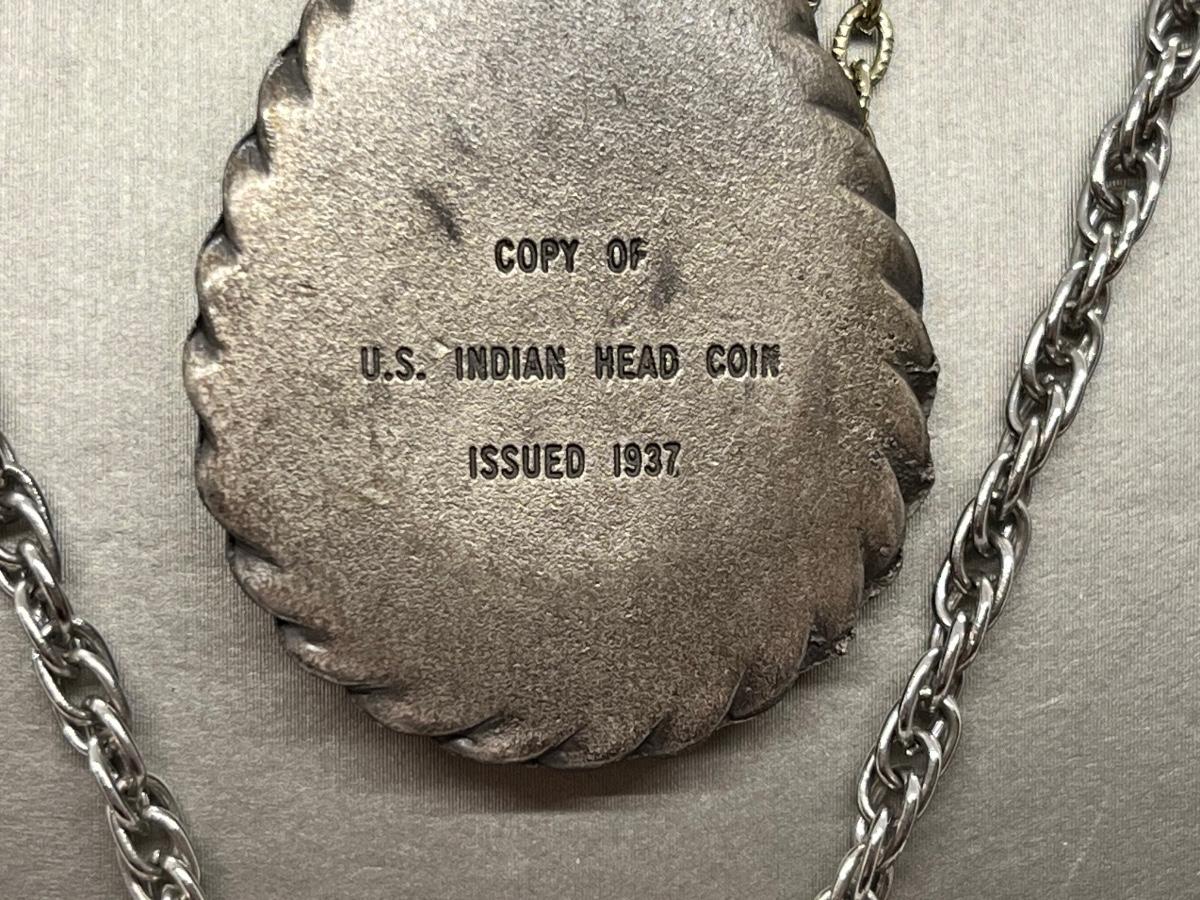 COPY OF
U.S. INDIAN HEAD COIN
ISSUED 1937